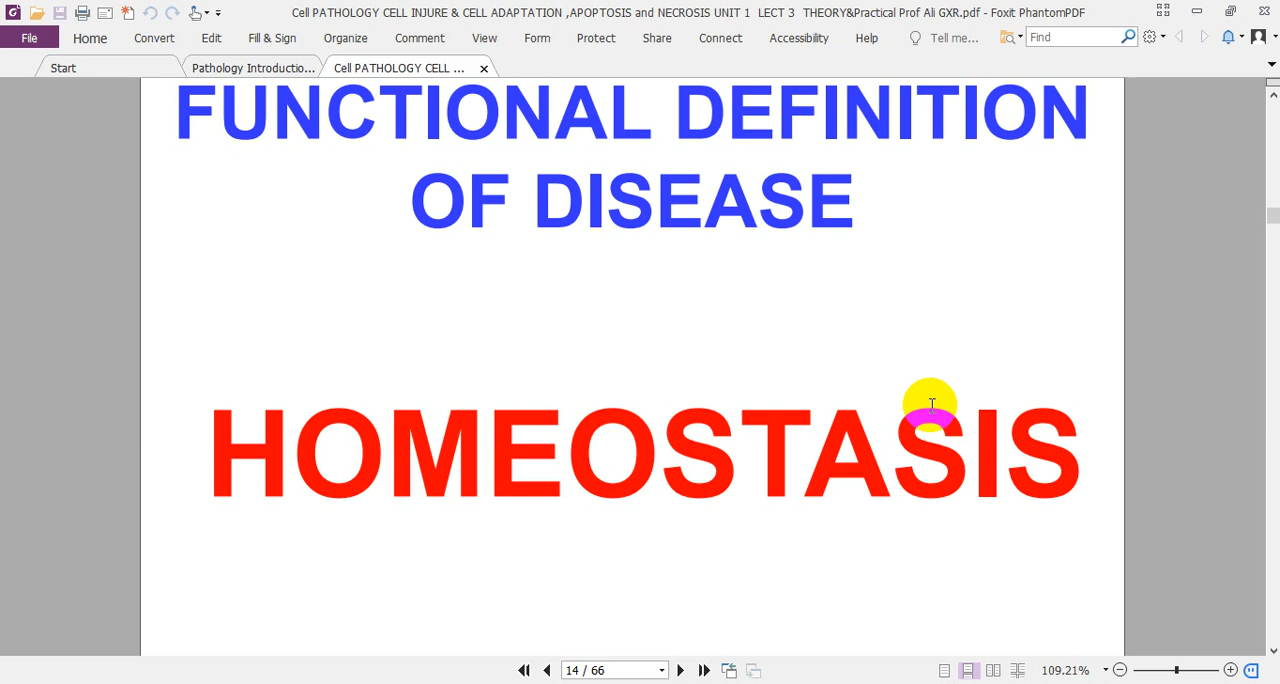 Cell PATHOLOGY CELL INJURE & CELL ADAPTATION ,APOPTOSIS and NECROSIS UNIT 1 LECT 3 THEORY&Practical Prof Ali GXR.pdf - Foxit PhantomPDF
File Home Convert Edit Fill & Sign Organize Comment View Form Protect Share Connect Accessibility Help Tell me... Find
Start Pathology Introductio... Cell PATHOLOGY CELL ...
FUNCTIONAL DEFINITION
OF DISEASE
HOMEOSTASIS
14 / 66 109.21%